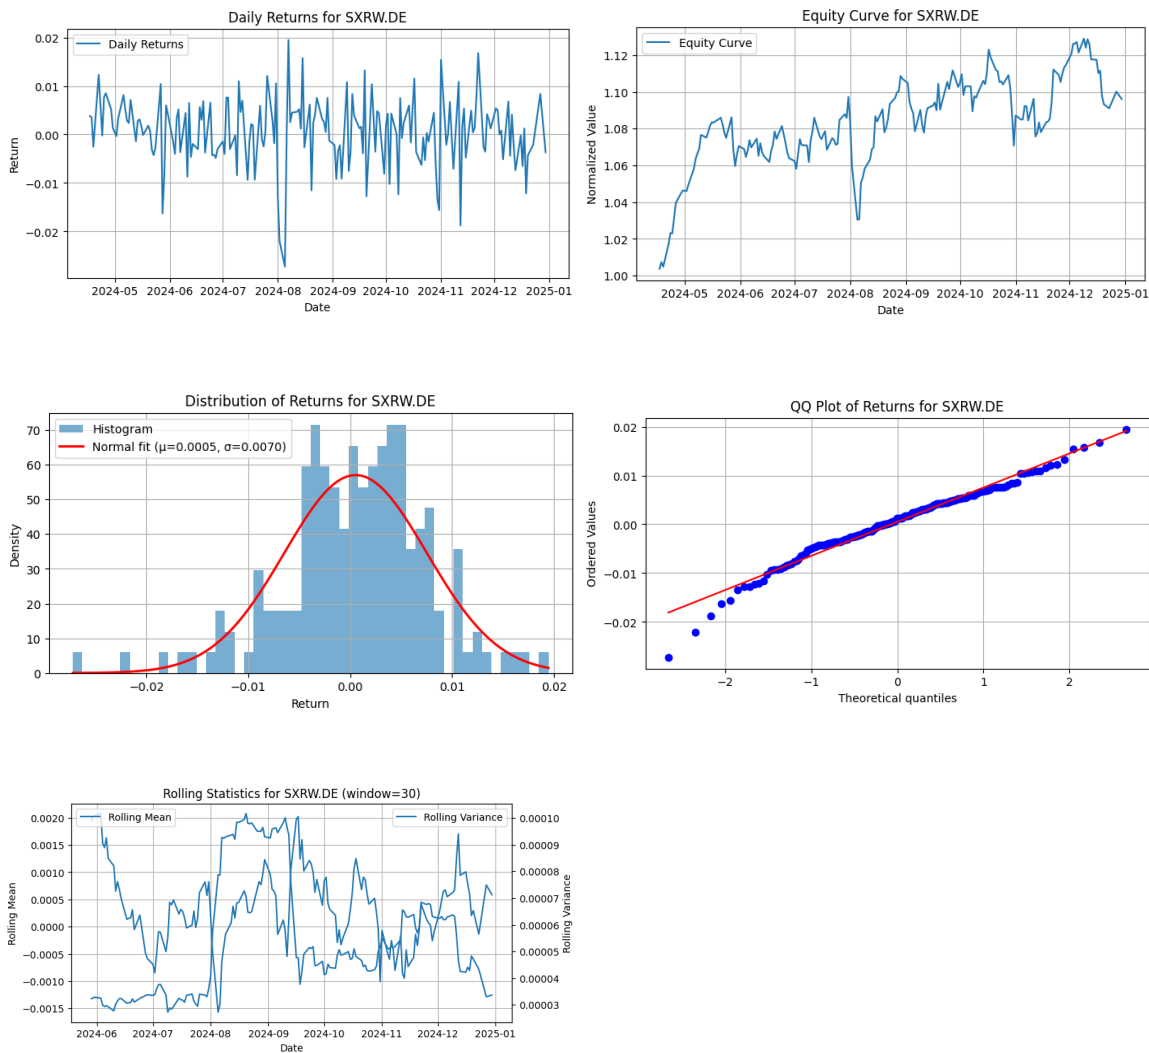 Daily Returns for SXRW.DE
Daily Returns
0.02
0.01
0.00
−0.01
−0.02
Return
2024-05 2024-06 2024-07 2024-08 2024-09 2024-10 2024-11 2024-12 2025-01
Date
Equity Curve for SXRW.DE
Equity Curve
1.12
1.10
1.08
1.06
1.04
1.02
1.00
Normalized Value
2024-05 2024-06 2024-07 2024-08 2024-09 2024-10 2024-11 2024-12 2025-01
Date
Distribution of Returns for SXRW.DE
Histogram
Normal fit (μ=0.0005, σ=0.0070)
70
60
50
40
30
20
10
0
Density
−0.02 −0.01 0.00 0.01 0.02
Return
QQ Plot of Returns for SXRW.DE
0.02
0.01
0.00
−0.01
−0.02
Ordered Values
−2 −1 0 1 2
Theoretical quantiles
Rolling Statistics for SXRW.DE (window=30)
Rolling Mean
Rolling Variance
0.0020
0.0015
0.0010
0.0005
0.0000
−0.0005
−0.0010
−0.0015
Rolling Mean
0.00010
0.00009
0.00008
0.00007
0.00006
0.00005
0.00004
0.00003
Rolling Variance
2024-06 2024-07 2024-08 2024-09 2024-10 2024-11 2024-12 2025-01
Date